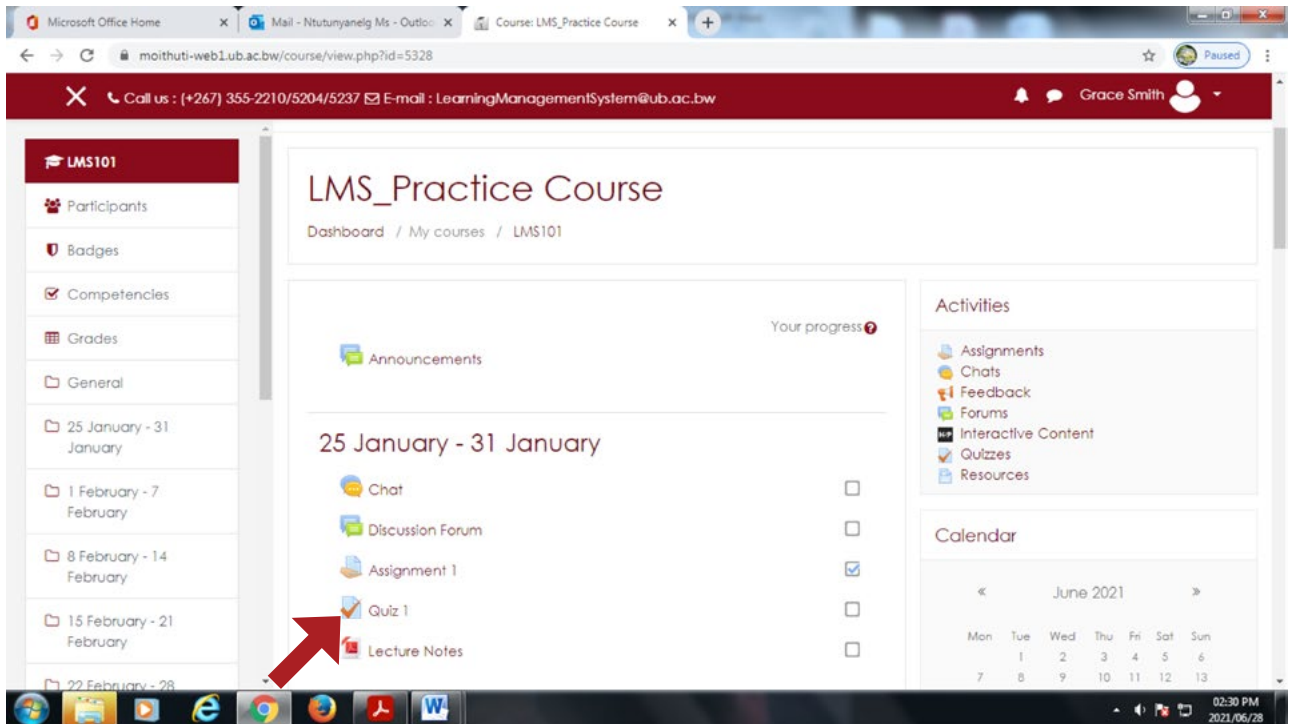 Microsoft Office Home
Mail - Ntutunyanelg Ms - Outloo
Course: LMS_Practice Course
moithuti-web1.ub.ac.bw/course/view.php?id=5328
Paused
Call us : (+267) 355-2210/5204/5237 E-mail : LearningManagementSystem@ub.ac.bw
Grace Smith
LMS101
Participants
Badges
Competencies
Grades
General
25 January - 31
January
1 February - 7
February
8 February - 14
February
15 February - 21
February
22 February - 28
LMS_Practice Course
Dashboard / My courses / LMS101
Your progress
Announcements
25 January - 31 January
Chat
Discussion Forum
Assignment 1
Quiz 1
Lecture Notes
Activities
Assignments
Chats
Feedback
Forums
H-P Interactive Content
Quizzes
Resources
Calendar
« June 2021 »
Mon Tue Wed Thu Fri Sat Sun
1 2 3 4 5 6
7 8 9 10 11 12 13
02:30 PM
2021/06/28